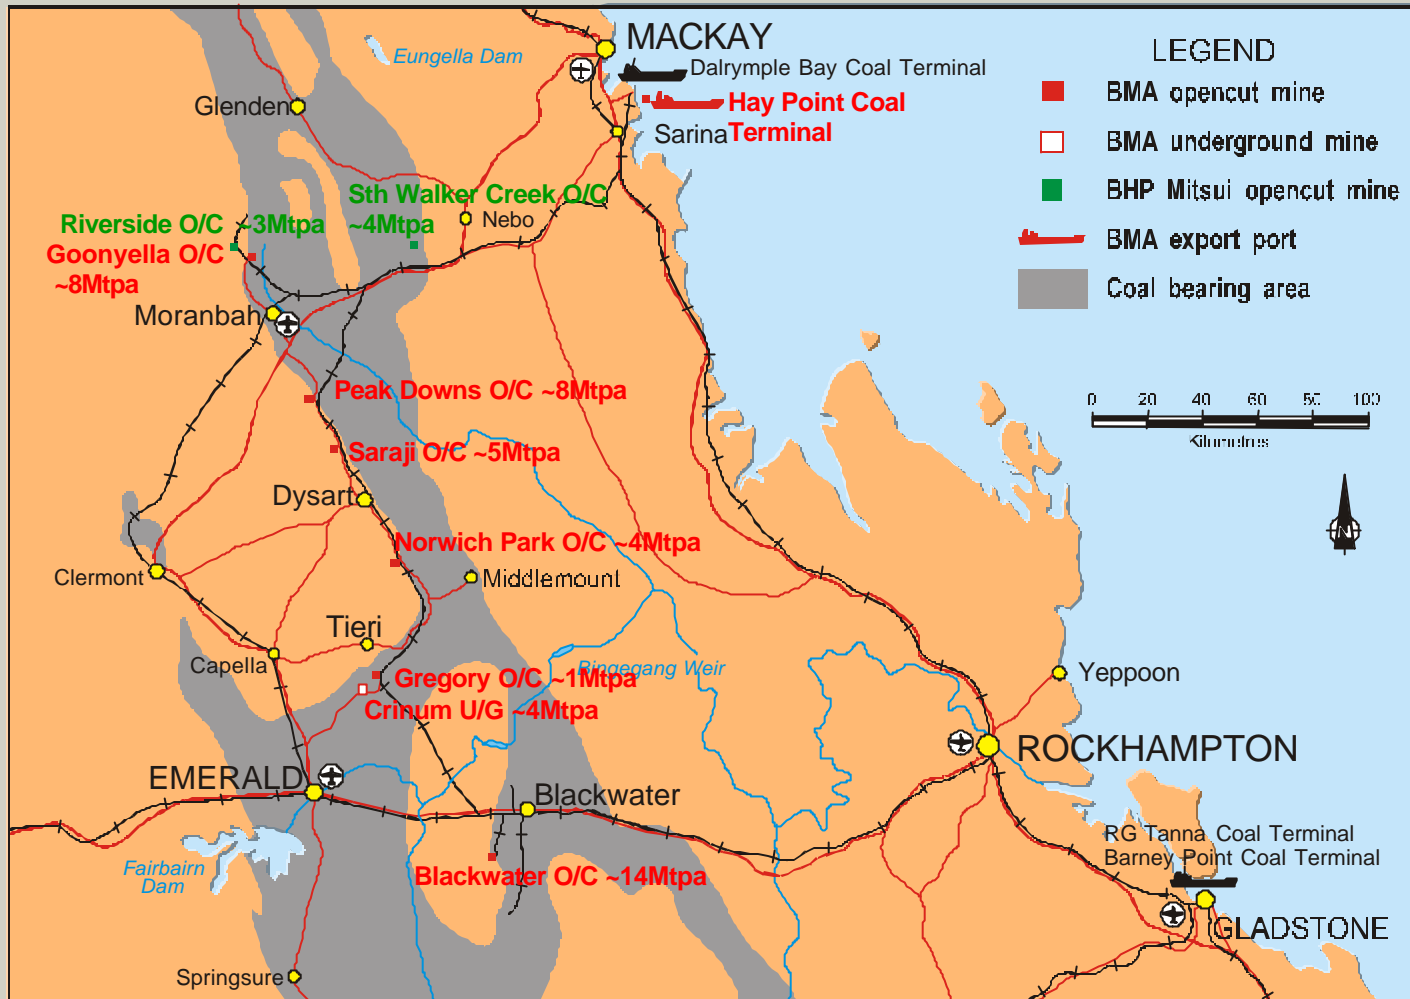 MACKAY
Eungella Dam
Dalrymple Bay Coal Terminal
Hay Point Coal
Terminal
Sarina
Glenden
Sth Walker Creek O/C
~4Mtpa
Nebo
Riverside O/C ~3Mtpa
Goonyella O/C
~8Mtpa
Moranbah
Peak Downs O/C ~8Mtpa
Saraji O/C ~5Mtpa
Dysart
Norwich Park O/C ~4Mtpa
Middlemount
Clermont
Tieri
Capella
Ringegang Weir
Gregory O/C ~1Mtpa
Crinum U/G ~4Mtpa
Yeppoon
ROCKHAMPTON
EMERALD
Blackwater
Blackwater O/C ~14Mtpa
Fairbairn
Dam
RG Tanna Coal Terminal
Barney Point Coal Terminal
GLADSTONE
Springsure
LEGEND
BMA opencut mine
BMA underground mine
BHP Mitsui opencut mine
BMA export port
Coal bearing area
0 20 40 60 80 100
Kilometres
N